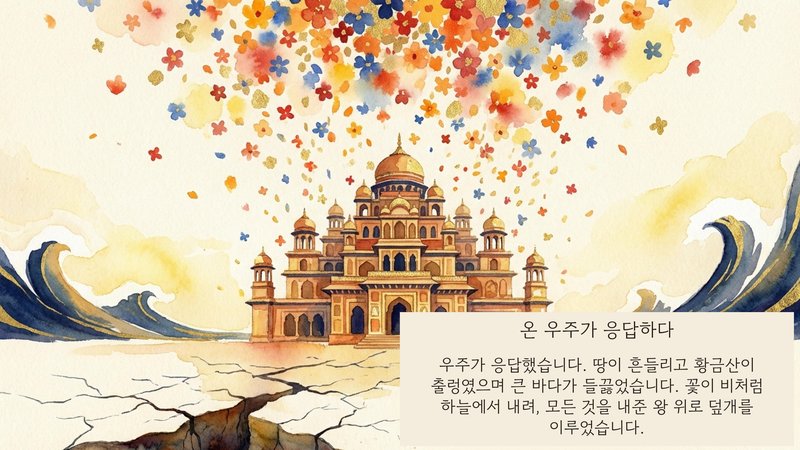 온 우주가 응답하다
우주가 응답했습니다. 땅이 흔들리고 황금산이
출렁였으며 큰 바다가 들끓었습니다. 꽃이 비처럼
하늘에서 내려, 모든 것을 내준 왕 위로 덮개를
이루었습니다.